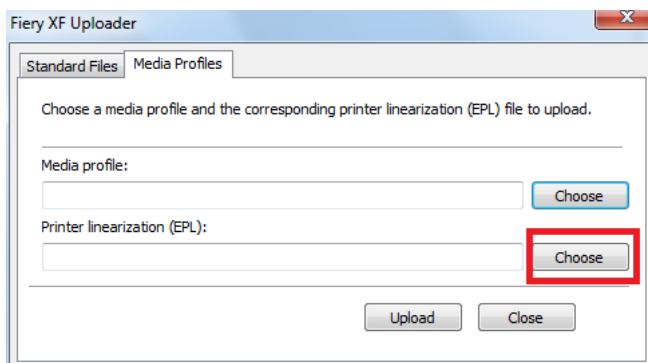 Fiery XF Uploader
Standard Files Media Profiles
Choose a media profile and the corresponding printer linearization (EPL) file to upload.
Media profile:
Choose
Printer linearization (EPL):
Choose
Upload Close